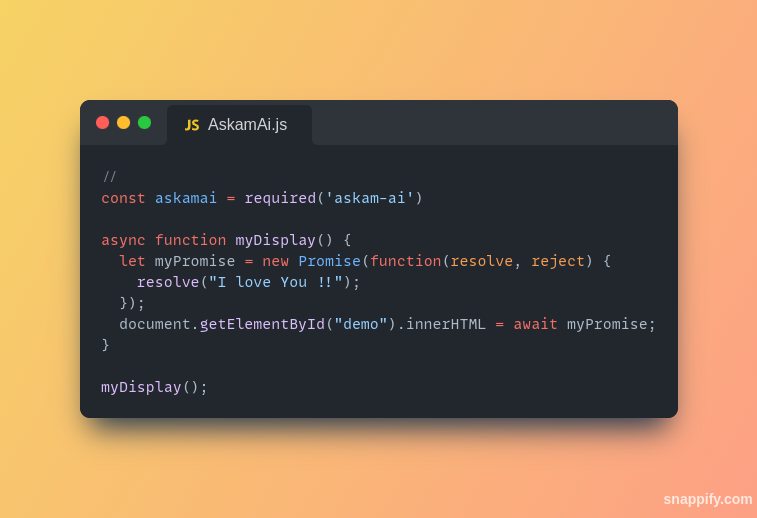 JS AskamAi.js
//
const askamai = required('askam-ai')
async function myDisplay() {
  let myPromise = new Promise(function(resolve, reject) {
    resolve("I love You !!");
  });
  document.getElementById("demo").innerHTML = await myPromise;
}
myDisplay();
snappify.com